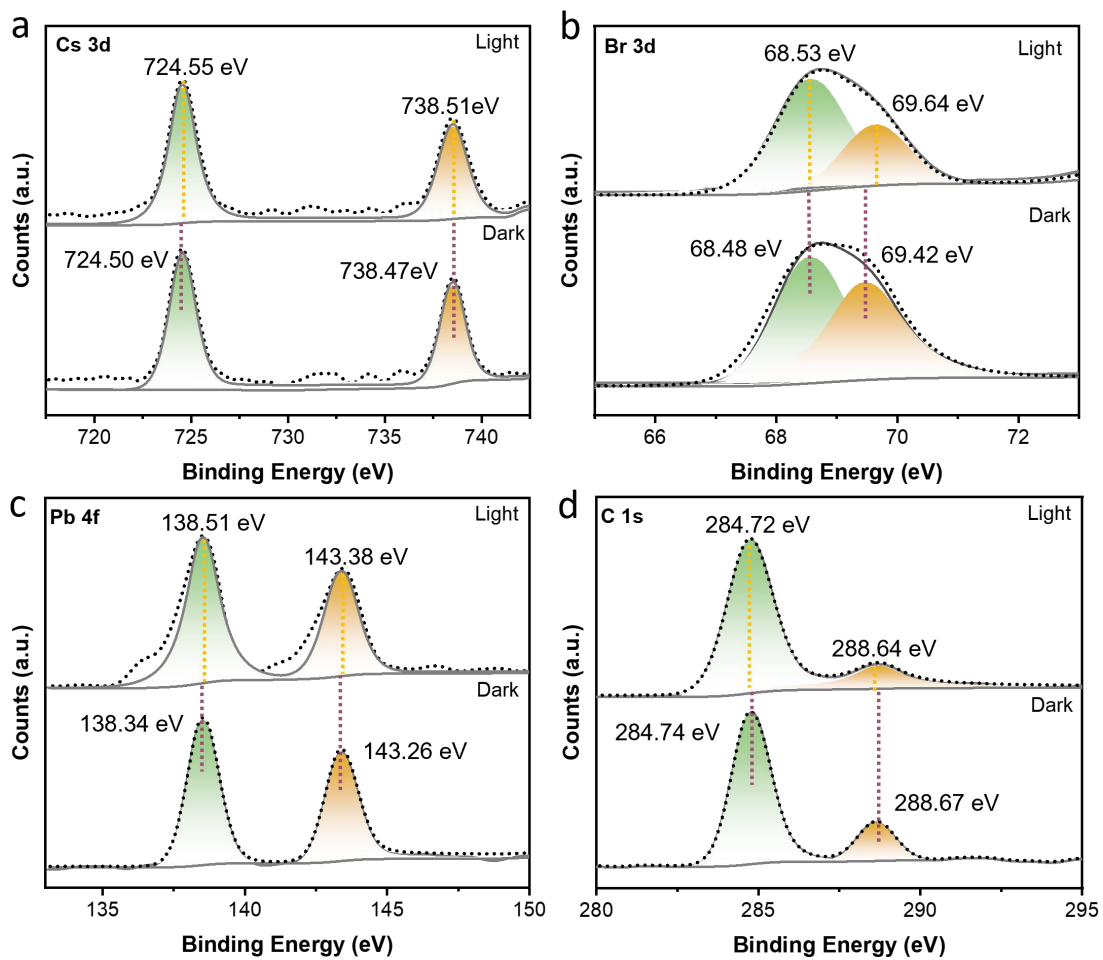 a
Cs 3d
Light
724.55 eV
738.51eV
Dark
724.50 eV
738.47eV
Counts (a.u.)
720
725
730
735
740
Binding Energy (eV)
b
Br 3d
Light
68.53 eV
69.64 eV
Dark
68.48 eV
69.42 eV
Counts (a.u.)
66
68
70
72
Binding Energy (eV)
c
Pb 4f
Light
138.51 eV
143.38 eV
Dark
138.34 eV
143.26 eV
Counts (a.u.)
135
140
145
150
Binding Energy (eV)
d
C 1s
Light
284.72 eV
288.64 eV
Dark
284.74 eV
288.67 eV
Counts (a.u.)
280
285
290
295
Binding Energy (eV)